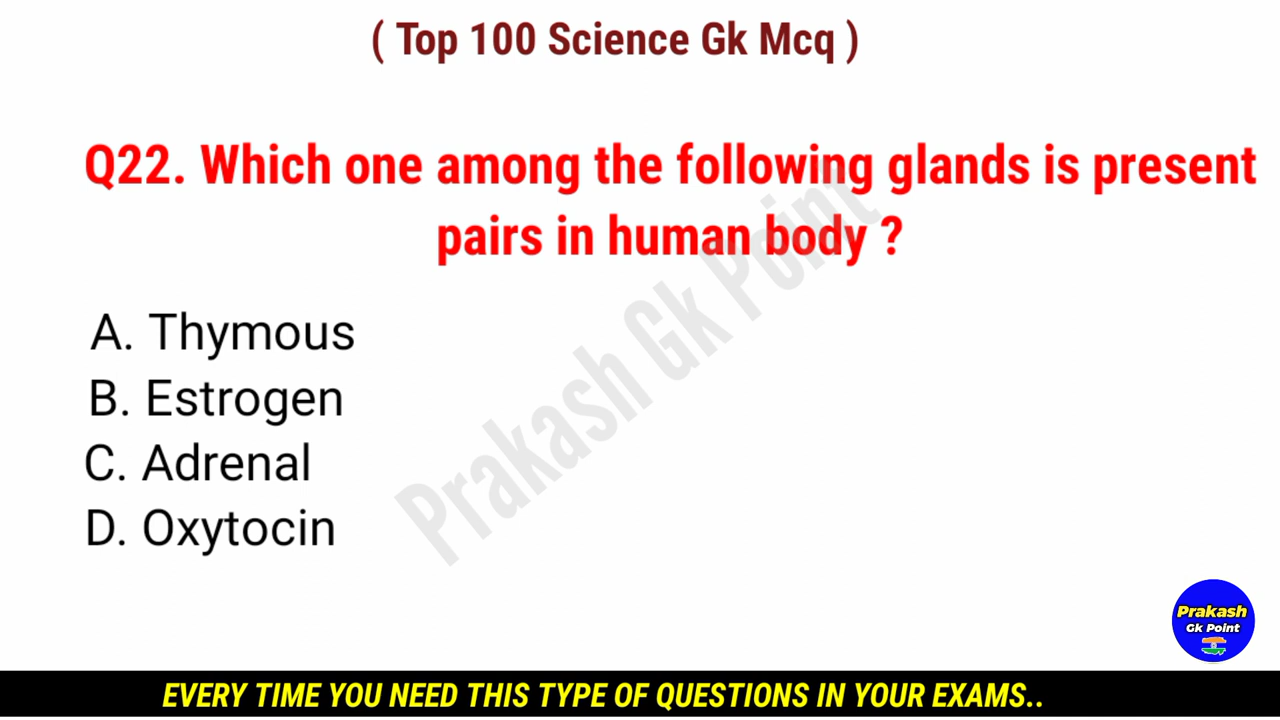 ( Top 100 Science Gk Mcq )
Q22. Which one among the following glands is present
pairs in human body ?
A. Thymous
B. Estrogen
C. Adrenal
D. Oxytocin
Prakash Gk Point
Prakash
Gk Point
EVERY TIME YOU NEED THIS TYPE OF QUESTIONS IN YOUR EXAMS..